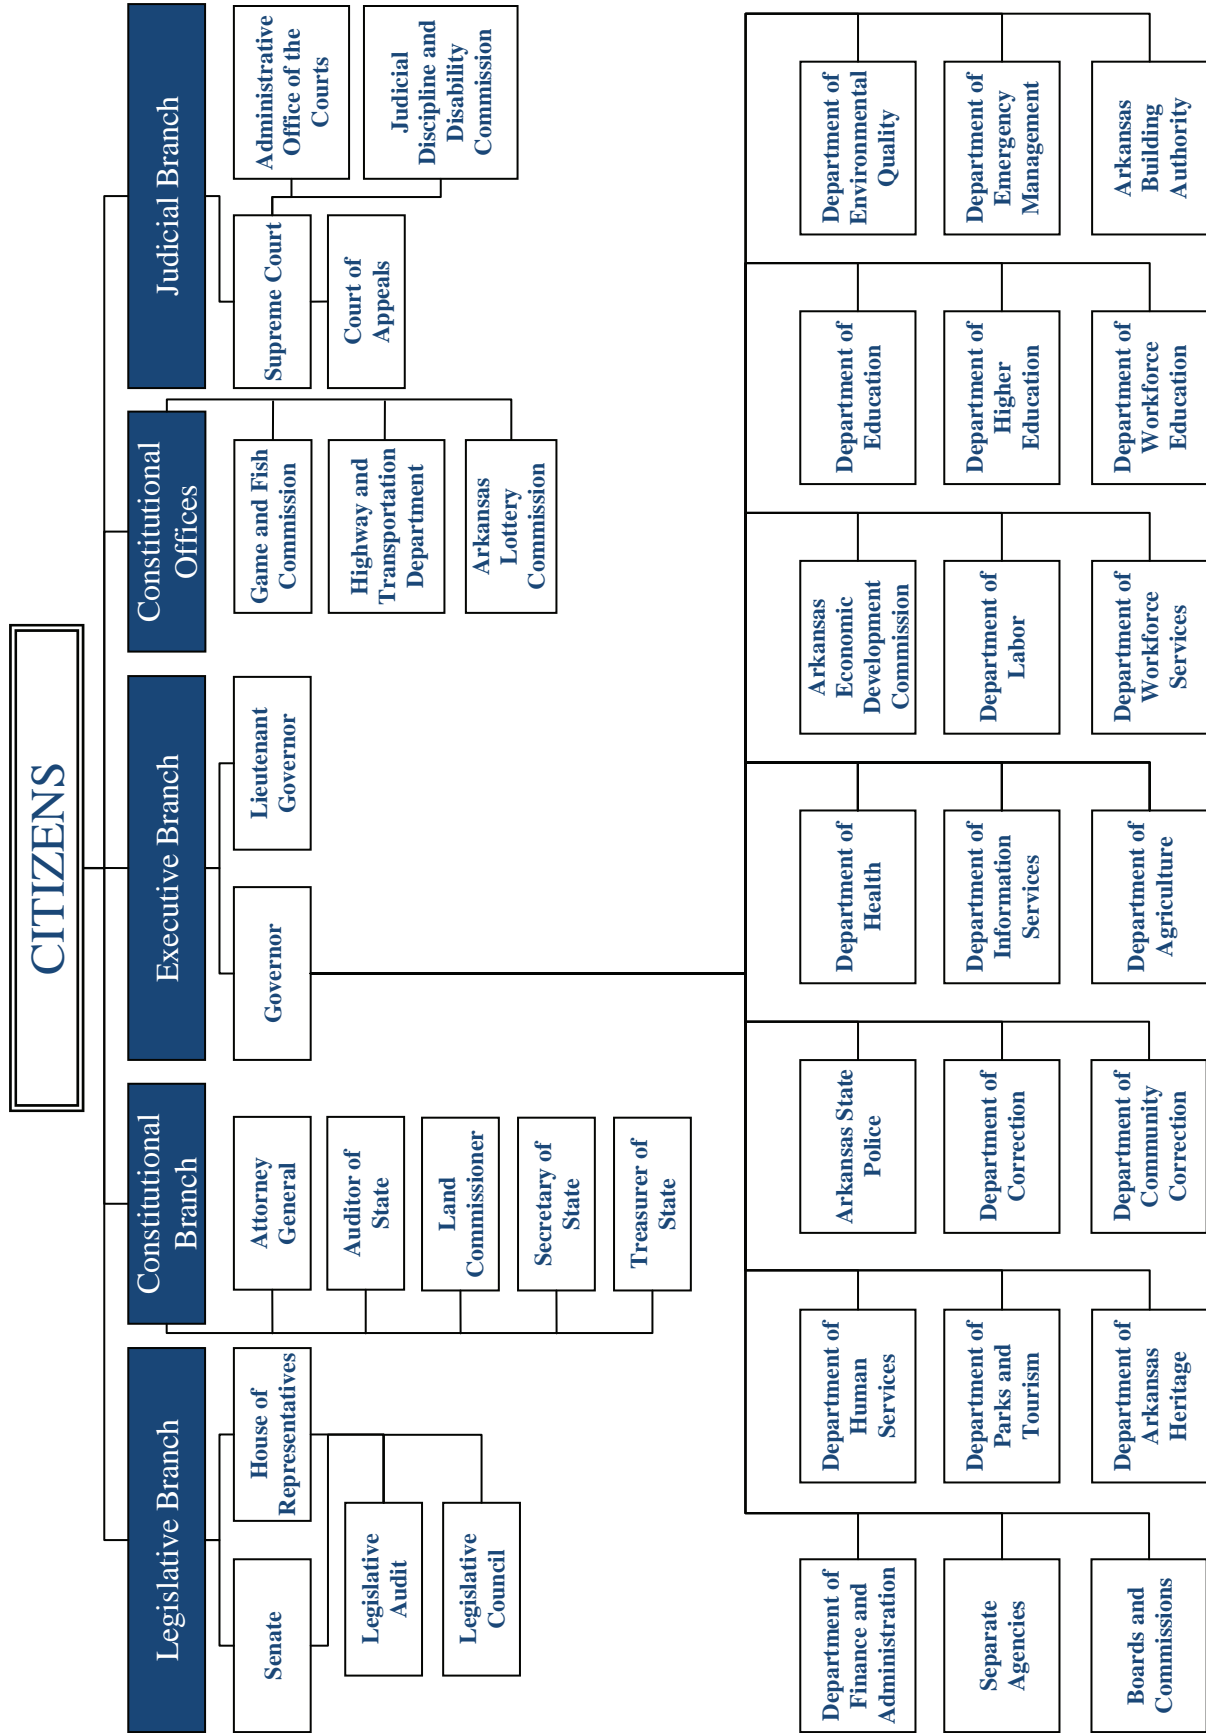 CITIZENS
Legislative Branch
Constitutional
Branch
Executive Branch
Constitutional
Offices
Judicial Branch
Senate
House of
Representatives
Legislative
Audit
Legislative
Council
Attorney
General
Auditor of
State
Land
Commissioner
Secretary of
State
Treasurer of
State
Governor
Lieutenant
Governor
Game and Fish
Commission
Highway and
Transportation
Department
Arkansas
Lottery
Commission
Supreme Court
Court of
Appeals
Administrative
Office of the
Courts
Judicial
Discipline and
Disability
Commission
Department of
Finance and
Administration
Separate
Agencies
Boards and
Commissions
Department of
Human
Services
Department of
Parks and
Tourism
Department of
Arkansas
Heritage
Arkansas State
Police
Department of
Correction
Department of
Community
Correction
Department of
Health
Department of
Information
Services
Department of
Agriculture
Arkansas
Economic
Development
Commission
Department of
Labor
Department of
Workforce
Services
Department of
Education
Department of
Higher
Education
Department of
Workforce
Education
Department of
Environmental
Quality
Department of
Emergency
Management
Arkansas
Building
Authority